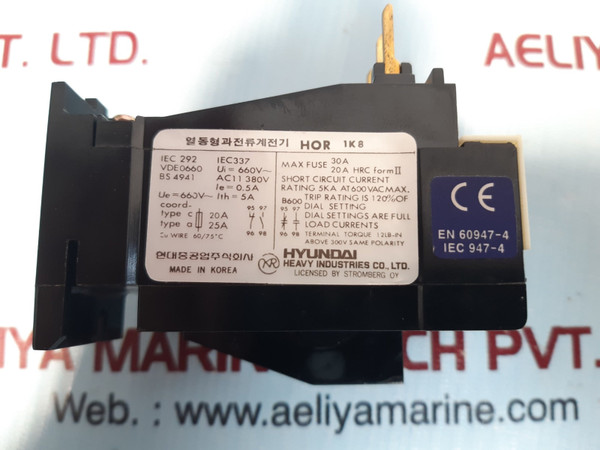 PVT. LTD.
AELIYA MARINE
열동형과전류계전기 HOR 1K8
IEC 292 IEC337
VDE0660 Ui = 660V~
BS 4941 AC11 380V
Ie = 0.5A
Ue = 660V~ Ith = 5A
coord- 95 97
type c 20A
type a 25A
Cu WIRE 60/75°C 96 98
MAX FUSE 30A
20A HRC form II
SHORT CIRCUIT CURRENT
RATING 5KA AT600VACMAX.
B600 TRIP RATING IS 120%OF
95 97 DIAL SETTING
DIAL SETTINGS ARE FULL
LOAD CURRENTS
96 98 TERMINAL TORQUE 12LB-IN
ABOVE 300V SAME POLARITY
현대중공업주식회사
MADE IN KOREA
HYUNDAI
HEAVY INDUSTRIES CO., LTD.
LICENSED BY STROMBERG OY
CE
EN 60947-4
IEC 947-4
IYA MARINE TECH PVT.
Web. : www.aeliyamarine.com